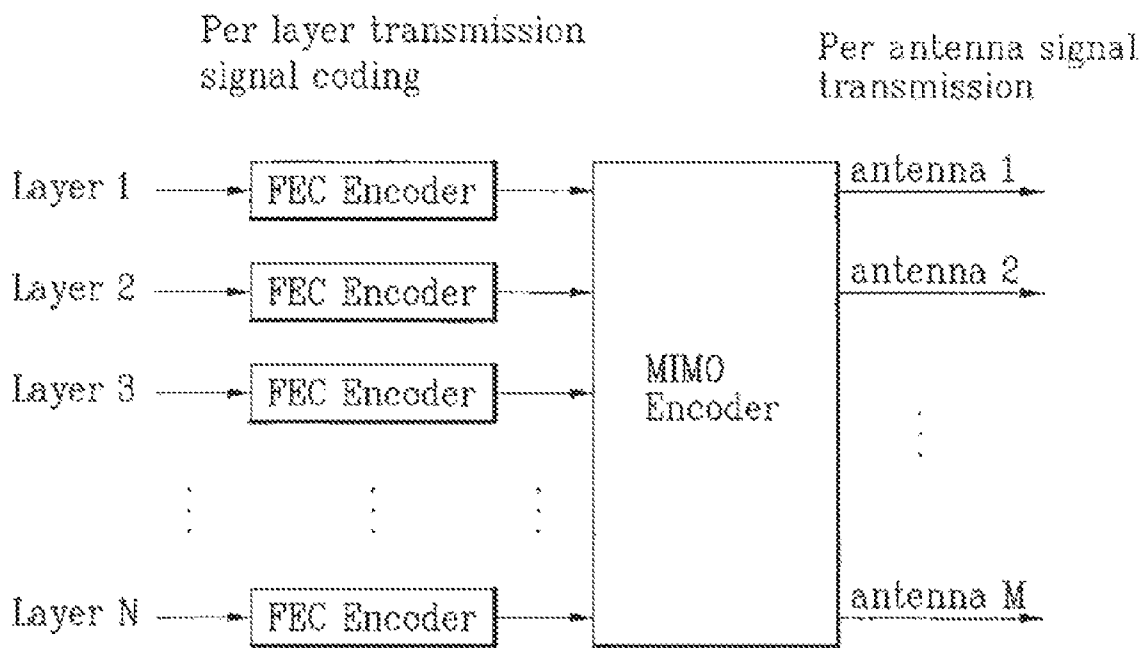 Per layer transmission
signal coding
Per antenna signal
transmission
Layer 1
FEC Encoder
antenna 1
Layer 2
FEC Encoder
antenna 2
Layer 3
FEC Encoder
MIMO
Encoder
Layer N
FEC Encoder
antenna M